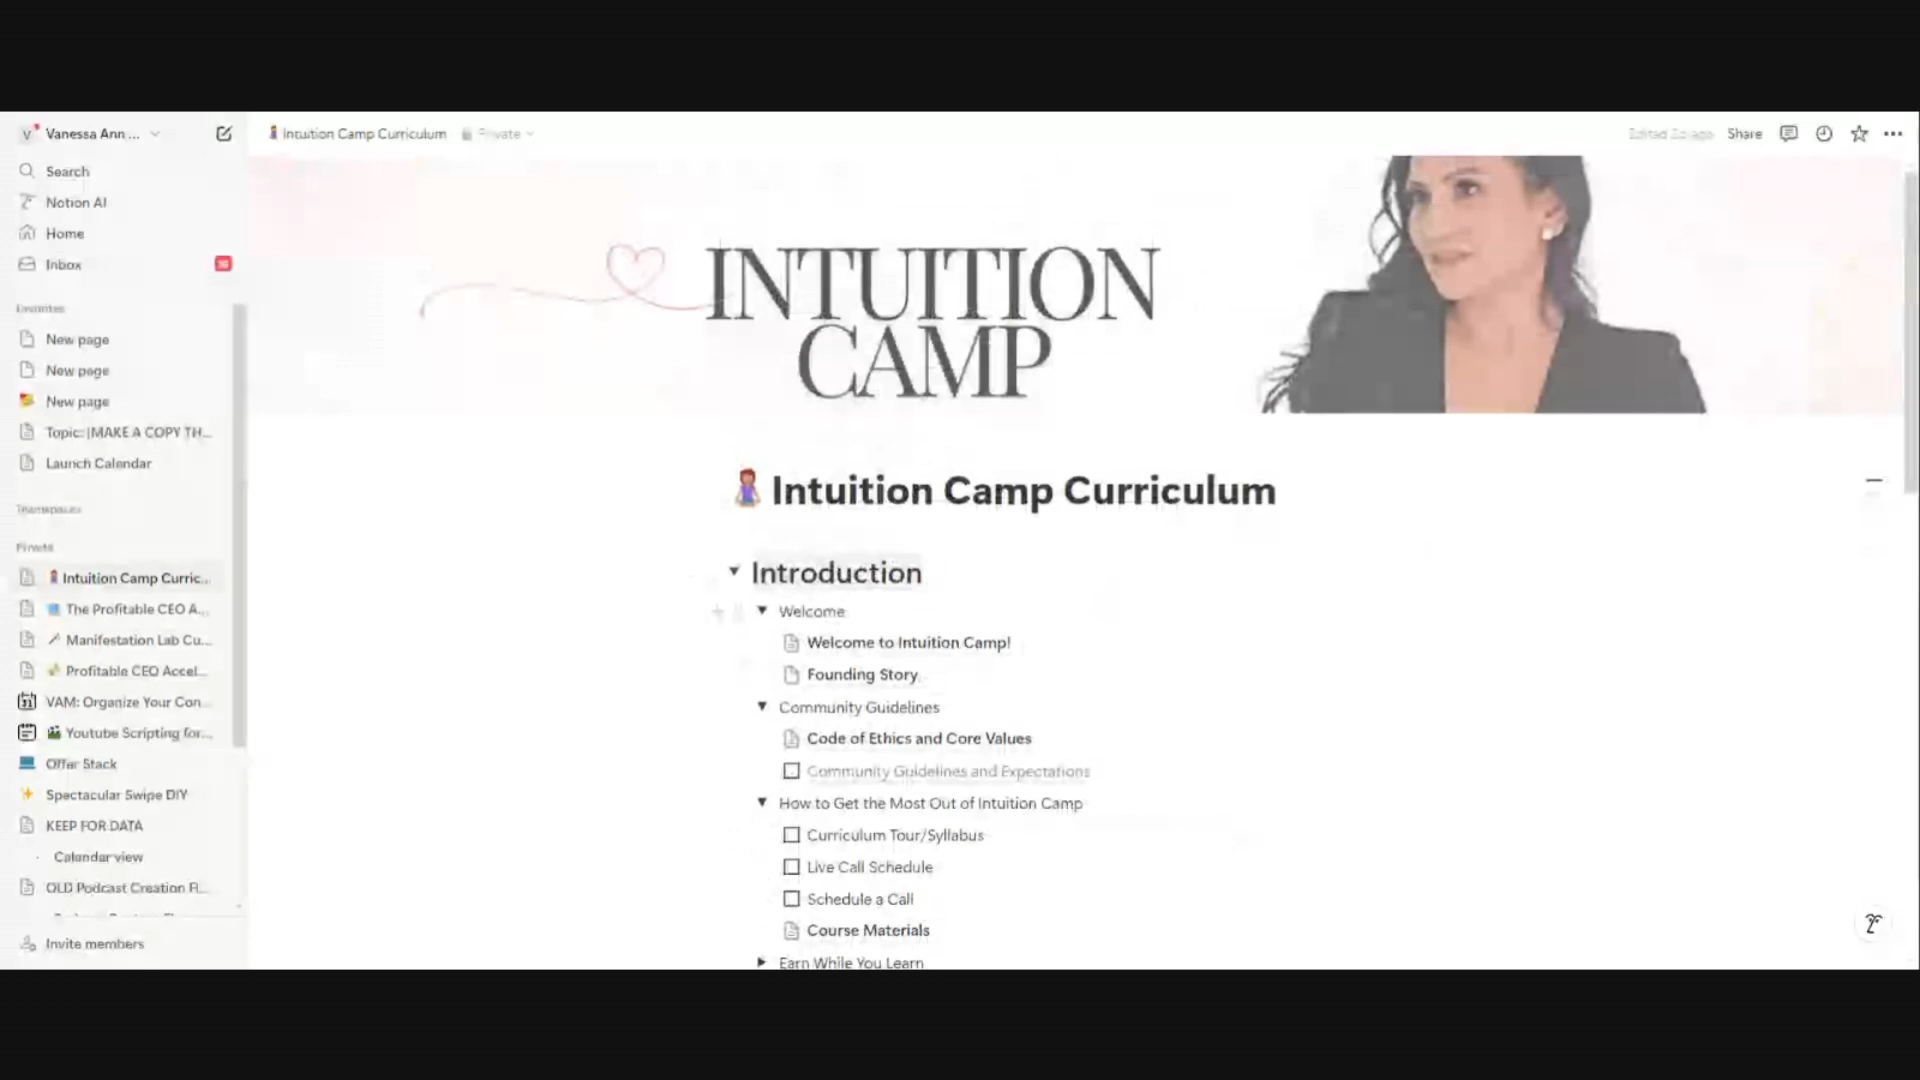 V Vanessa Ann ...
Intuition Camp Curriculum
Private
Share
Search
Notion AI
Home
Inbox
Favorites
New page
New page
New page
Topic: [MAKE A COPY TH...
Launch Calendar
Teamspaces
Private
Intuition Camp Curric...
The Profitable CEO A...
Manifestation Lab Cu...
Profitable CEO Accel...
31 VAM: Organize Your Con...
Youtube Scripting for...
Offer Stack
Spectacular Swipe DIY
KEEP FOR DATA
Calendar view
OLD Podcast Creation
Invite members
INTUITION
CAMP
Intuition Camp Curriculum
Introduction
Welcome
Welcome to Intuition Camp!
Founding Story
Community Guidelines
Code of Ethics and Core Values
Community Guidelines and Expectations
How to Get the Most Out of Intuition Camp
Curriculum Tour/Syllabus
Live Call Schedule
Schedule a Call
Course Materials
Earn While You Learn